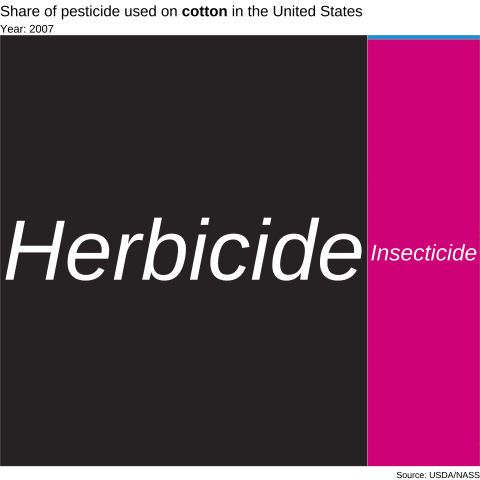 Share of pesticide used on cotton in the United States
Year: 2007
Herbicide
Insecticide
Source: USDA/NASS